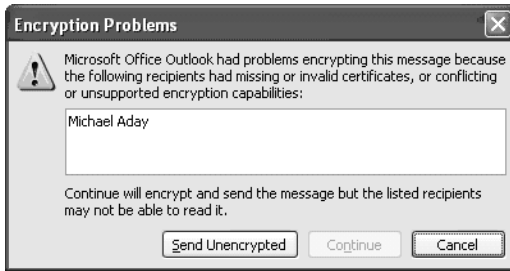 Encryption Problems
Microsoft Office Outlook had problems encrypting this message because
the following recipients had missing or invalid certificates, or conflicting
or unsupported encryption capabilities:
Michael Aday
Continue will encrypt and send the message but the listed recipients
may not be able to read it.
Send Unencrypted Continue Cancel